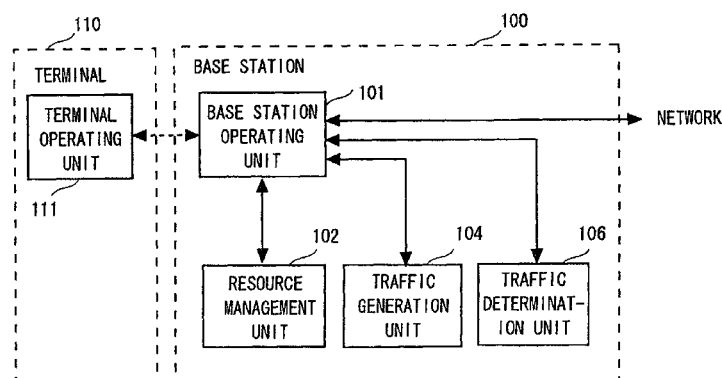 110
100
TERMINAL
BASE STATION
101
TERMINAL
OPERATING
UNIT
BASE STATION
OPERATING
UNIT
NETWORK
111
102
104
106
RESOURCE
MANAGEMENT
UNIT
TRAFFIC
GENERATION
UNIT
TRAFFIC
DETERMINAT-
ION UNIT